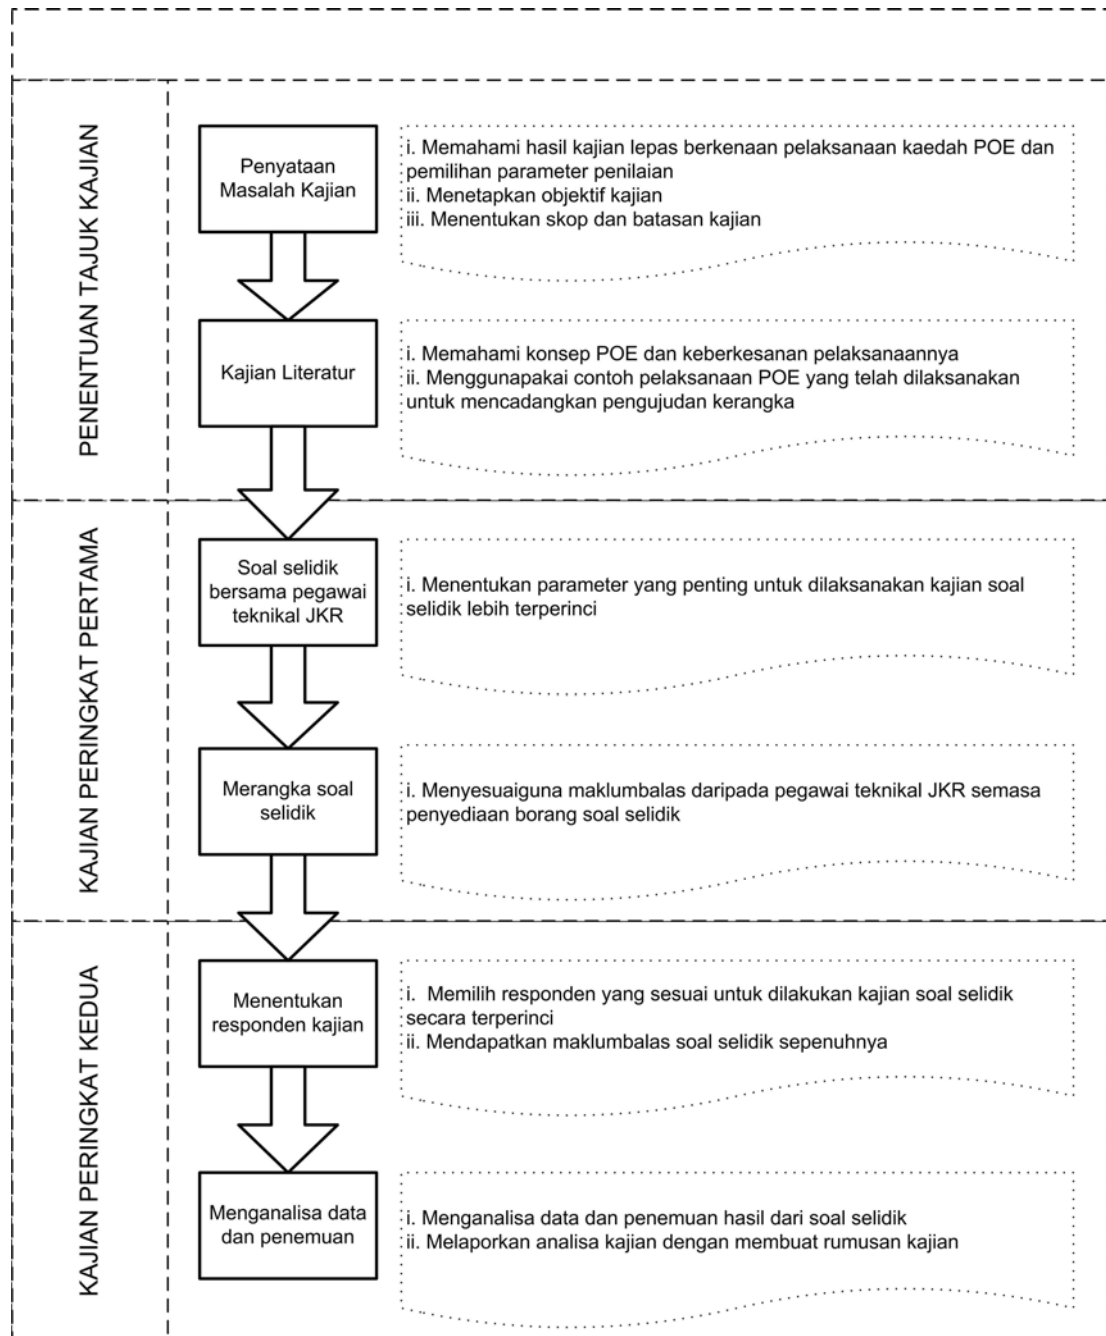 PENENTUAN TAJUK KAJIAN
Penyataan
Masalah Kajian
i. Memahami hasil kajian lepas berkenaan pelaksanaan kaedah POE dan
pemilihan parameter penilaian
ii. Menetapkan objektif kajian
iii. Menentukan skop dan batasan kajian
Kajian Literatur
i. Memahami konsep POE dan keberkesanan pelaksanaannya
ii. Menggunapakai contoh pelaksanaan POE yang telah dilaksanakan
untuk mencadangkan pengujudan kerangka
KAJIAN PERINGKAT PERTAMA
Soal selidik
bersama pegawai
teknikal JKR
i. Menentukan parameter yang penting untuk dilaksanakan kajian soal
selidik lebih terperinci
Merangka soal
selidik
i. Menyesuaiguna maklumbalas daripada pegawai teknikal JKR semasa
penyediaan borang soal selidik
KAJIAN PERINGKAT KEDUA
Menentukan
responden kajian
i. Memilih responden yang sesuai untuk dilakukan kajian soal selidik
secara terperinci
ii. Mendapatkan maklumbalas soal selidik sepenuhnya
Menganalisa data
dan penemuan
i. Menganalisa data dan penemuan hasil dari soal selidik
ii. Melaporkan analisa kajian dengan membuat rumusan kajian